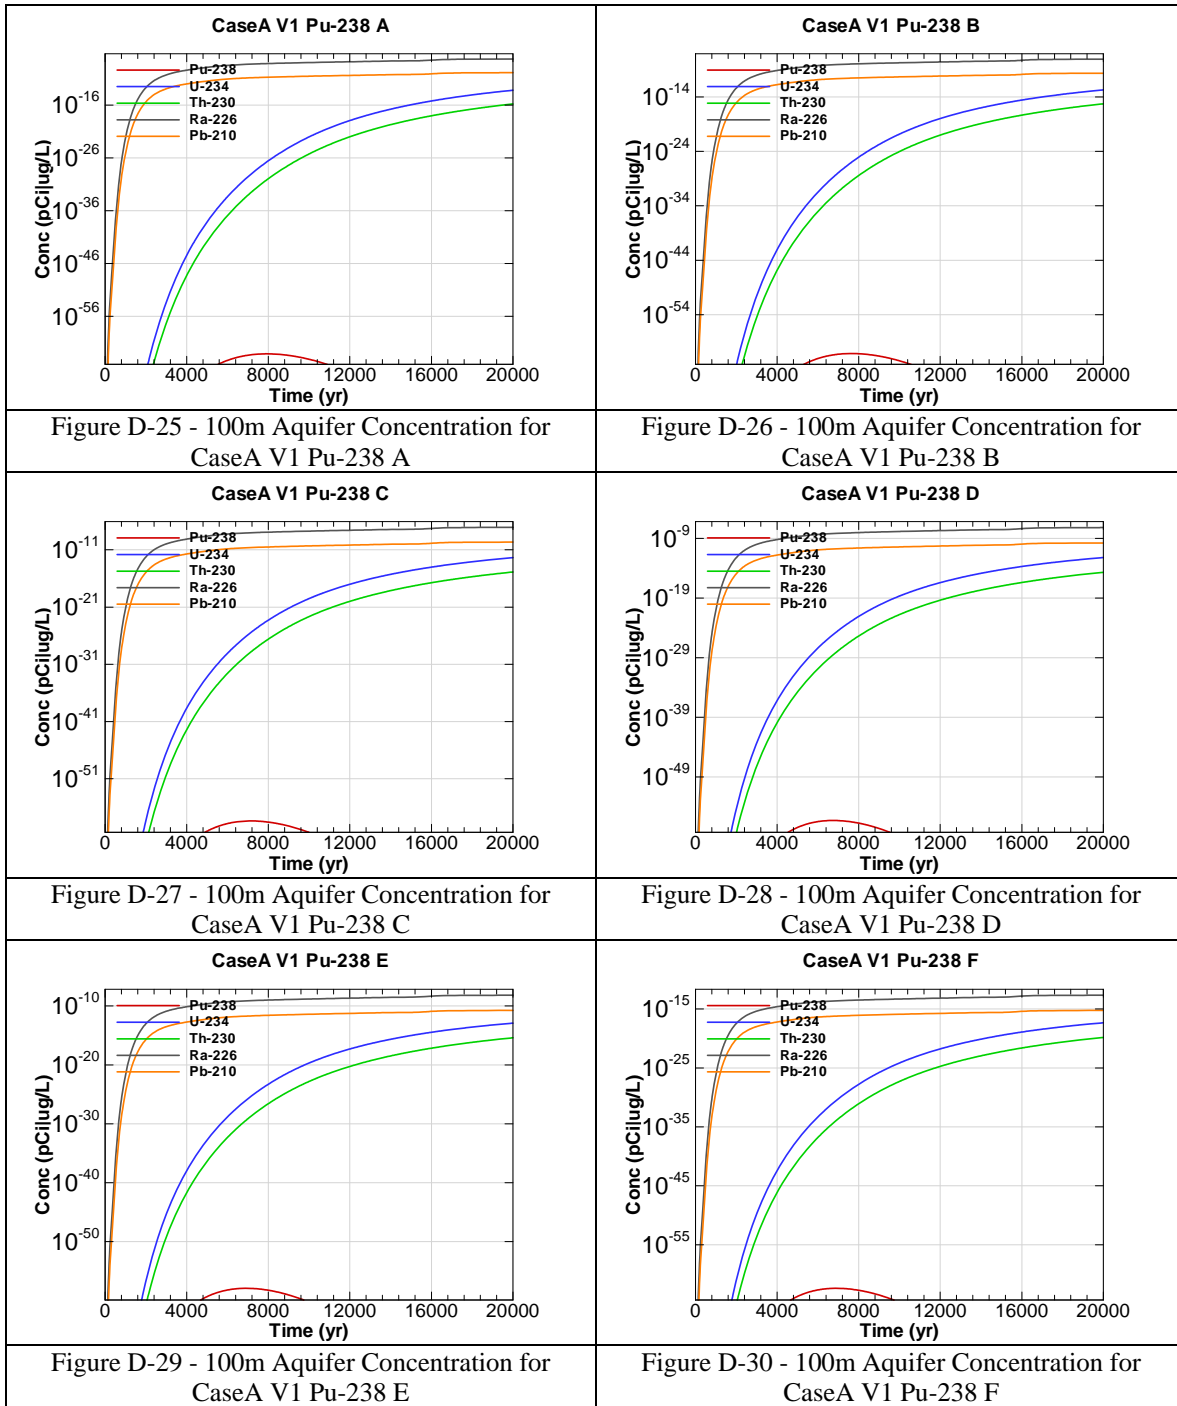 CaseA V1 Pu-238 A
Pu-238
U-234
Th-230
Ra-226
Pb-210
10^-16
10^-26
10^-36
10^-46
10^-56
Conc (pCi|ug/L)
0 4000 8000 12000 16000 20000
Time (yr)
Figure D-25 - 100m Aquifer Concentration for
CaseA V1 Pu-238 A
CaseA V1 Pu-238 B
Pu-238
U-234
Th-230
Ra-226
Pb-210
10^-14
10^-24
10^-34
10^-44
10^-54
Conc (pCi|ug/L)
0 4000 8000 12000 16000 20000
Time (yr)
Figure D-26 - 100m Aquifer Concentration for
CaseA V1 Pu-238 B
CaseA V1 Pu-238 C
Pu-238
U-234
Th-230
Ra-226
Pb-210
10^-11
10^-21
10^-31
10^-41
10^-51
Conc (pCi|ug/L)
0 4000 8000 12000 16000 20000
Time (yr)
Figure D-27 - 100m Aquifer Concentration for
CaseA V1 Pu-238 C
CaseA V1 Pu-238 D
Pu-238
U-234
Th-230
Ra-226
Pb-210
10^-9
10^-19
10^-29
10^-39
10^-49
Conc (pCi|ug/L)
0 4000 8000 12000 16000 20000
Time (yr)
Figure D-28 - 100m Aquifer Concentration for
CaseA V1 Pu-238 D
CaseA V1 Pu-238 E
Pu-238
U-234
Th-230
Ra-226
Pb-210
10^-10
10^-20
10^-30
10^-40
10^-50
Conc (pCi|ug/L)
0 4000 8000 12000 16000 20000
Time (yr)
Figure D-29 - 100m Aquifer Concentration for
CaseA V1 Pu-238 E
CaseA V1 Pu-238 F
Pu-238
U-234
Th-230
Ra-226
Pb-210
10^-15
10^-25
10^-35
10^-45
10^-55
Conc (pCi|ug/L)
0 4000 8000 12000 16000 20000
Time (yr)
Figure D-30 - 100m Aquifer Concentration for
CaseA V1 Pu-238 F